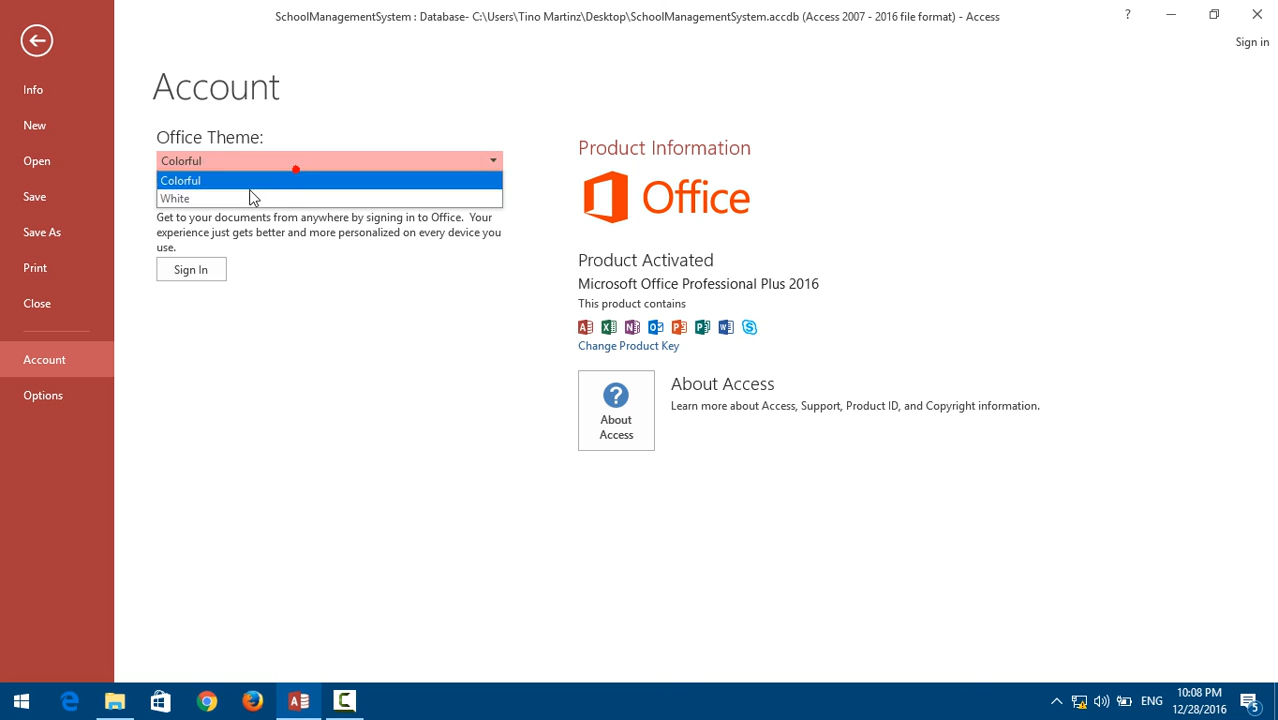 SchoolManagementSystem : Database- C:\Users\Tino Martinz\Desktop\SchoolManagementSystem.accdb (Access 2007 - 2016 file format) - Access
?
Sign in
Info
New
Open
Save
Save As
Print
Close
Account
Options
Account
Office Theme:
Colorful
Colorful
White
Get to your documents from anywhere by signing in to Office. Your
experience just gets better and more personalized on every device you
use.
Sign In
Product Information
Office
Product Activated
Microsoft Office Professional Plus 2016
This product contains
Change Product Key
?
About
Access
About Access
Learn more about Access, Support, Product ID, and Copyright information.
ENG
10:08 PM
12/28/2016
5